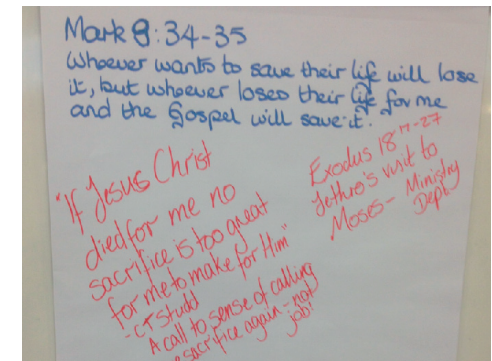 Mark 8:34-35
Whoever wants to save their life will lose
it, but whoever loses their life for me
and the Gospel will save it.
"If Jesus Christ
died for me no
sacrifice is too great
for me to make for Him"
- CT Studd
A call to sense of calling
sacrifice again - not
job!
Exodus 18 17-27
Jethro's visit to
Moses - Ministry
Dept